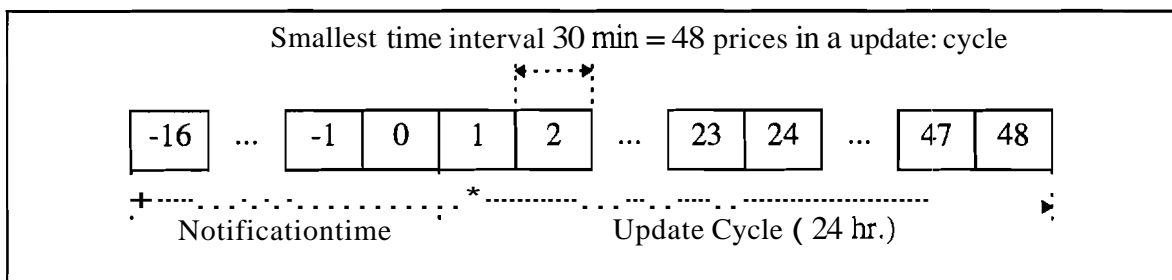 Smallest time interval 30 min = 48 prices in a update: cycle
-16 ... -1 0 1 2 ... 23 24 ... 47 48
Notificationtime Update Cycle ( 24 hr.)